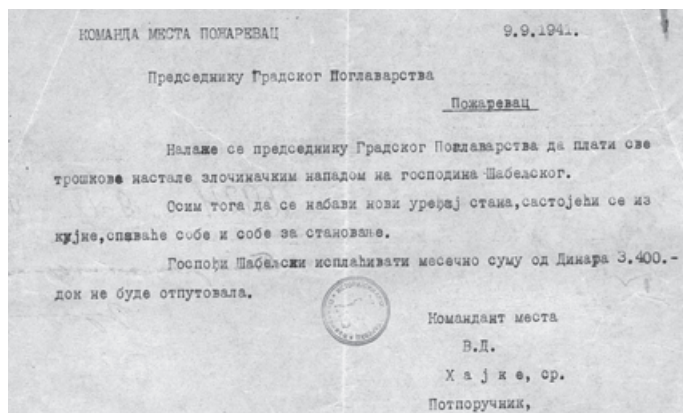 КОМАНДА МЕСТА ПОЖАРЕВАЦ 9.9.1941.
Председнику Градског Поглаварства
Пожаревац
Налаже се председнику Градског Поглаварства да плати све
трошкове настале злочиначким нападом на господина Шабељског.
Осим тога да се набави нови уређај стана,састојећи се из
кујне,спаваће собе и собе за становање.
Госпођи Шабељски исплаћивати месечно суму од Динара 3.400.-
док не буде отпутовала.
Командант места
В.Д.
Х а ј к е, ср.
Потпоручник,